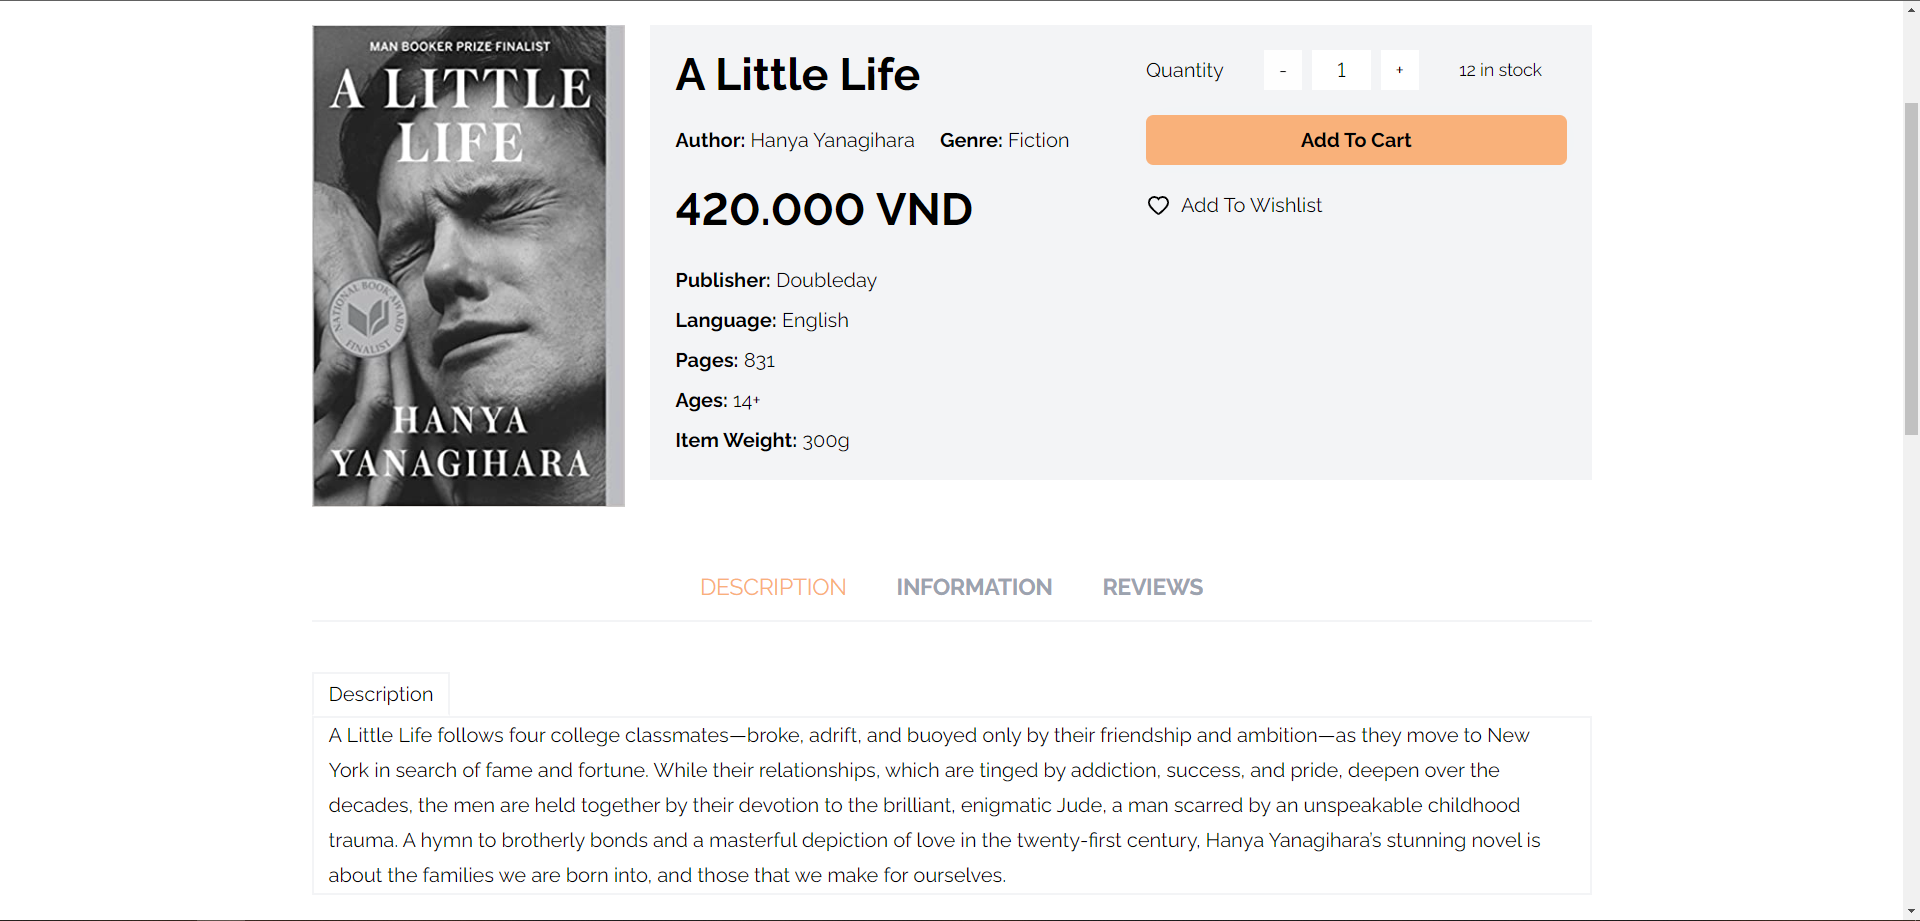 MAN BOOKER PRIZE FINALIST
A LITTLE
LIFE
NATIONAL BOOK AWARD
FINALIST
HANYA
YANAGIHARA
A Little Life
Author: Hanya Yanagihara Genre: Fiction
420.000 VND
Publisher: Doubleday
Language: English
Pages: 831
Ages: 14+
Item Weight: 300g
Quantity - 1 + 12 in stock
Add To Cart
Add To Wishlist
DESCRIPTION INFORMATION REVIEWS
Description
A Little Life follows four college classmates—broke, adrift, and buoyed only by their friendship and ambition—as they move to New
York in search of fame and fortune. While their relationships, which are tinged by addiction, success, and pride, deepen over the
decades, the men are held together by their devotion to the brilliant, enigmatic Jude, a man scarred by an unspeakable childhood
trauma. A hymn to brotherly bonds and a masterful depiction of love in the twenty-first century, Hanya Yanagihara’s stunning novel is
about the families we are born into, and those that we make for ourselves.